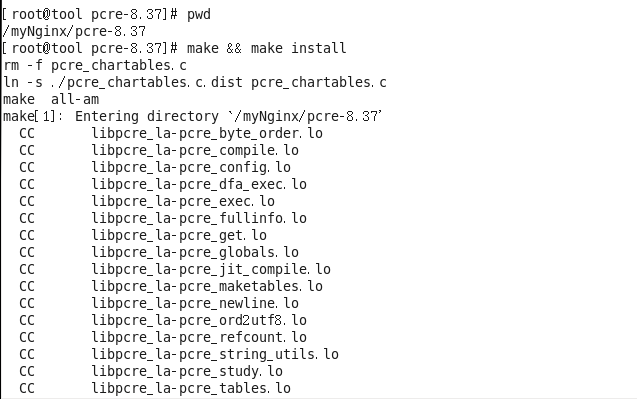 [root@tool pcre-8.37]# pwd
/myNginx/pcre-8.37
[root@tool pcre-8.37]# make && make install
rm -f pcre_chartables.c
ln -s ./pcre_chartables.c.dist pcre_chartables.c
make  all-am
make[1]: Entering directory `/myNginx/pcre-8.37'
  CC       libpcre_la-pcre_byte_order.lo
  CC       libpcre_la-pcre_compile.lo
  CC       libpcre_la-pcre_config.lo
  CC       libpcre_la-pcre_dfa_exec.lo
  CC       libpcre_la-pcre_exec.lo
  CC       libpcre_la-pcre_fullinfo.lo
  CC       libpcre_la-pcre_get.lo
  CC       libpcre_la-pcre_globals.lo
  CC       libpcre_la-pcre_jit_compile.lo
  CC       libpcre_la-pcre_maketables.lo
  CC       libpcre_la-pcre_newline.lo
  CC       libpcre_la-pcre_ord2utf8.lo
  CC       libpcre_la-pcre_refcount.lo
  CC       libpcre_la-pcre_string_utils.lo
  CC       libpcre_la-pcre_study.lo
  CC       libpcre_la-pcre_tables.lo